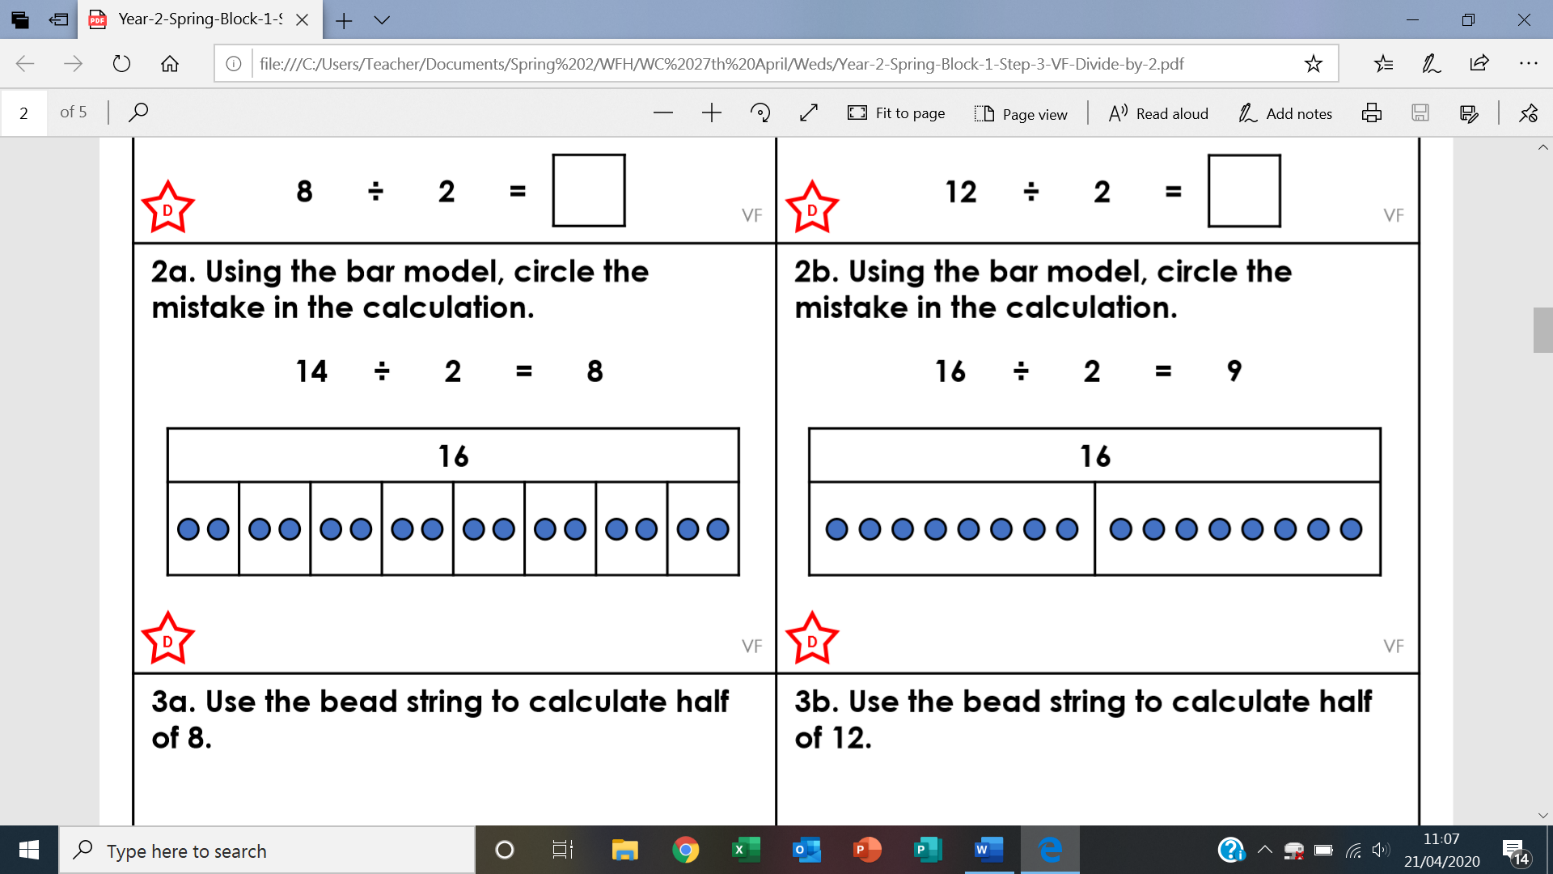 Year-2-Spring-Block-1-S
file:///C:/Users/Teacher/Documents/Spring%202/WFH/WC%2027th%20April/Weds/Year-2-Spring-Block-1-Step-3-VF-Divide-by-2.pdf
2 of 5
Fit to page
Page view
Read aloud
Add notes
8 ÷ 2 =
D
VF
12 ÷ 2 =
D
VF
2a. Using the bar model, circle the
mistake in the calculation.
14 ÷ 2 = 8
16
D
VF
2b. Using the bar model, circle the
mistake in the calculation.
16 ÷ 2 = 9
16
D
VF
3a. Use the bead string to calculate half
of 8.
3b. Use the bead string to calculate half
of 12.
Type here to search
11:07
21/04/2020
14